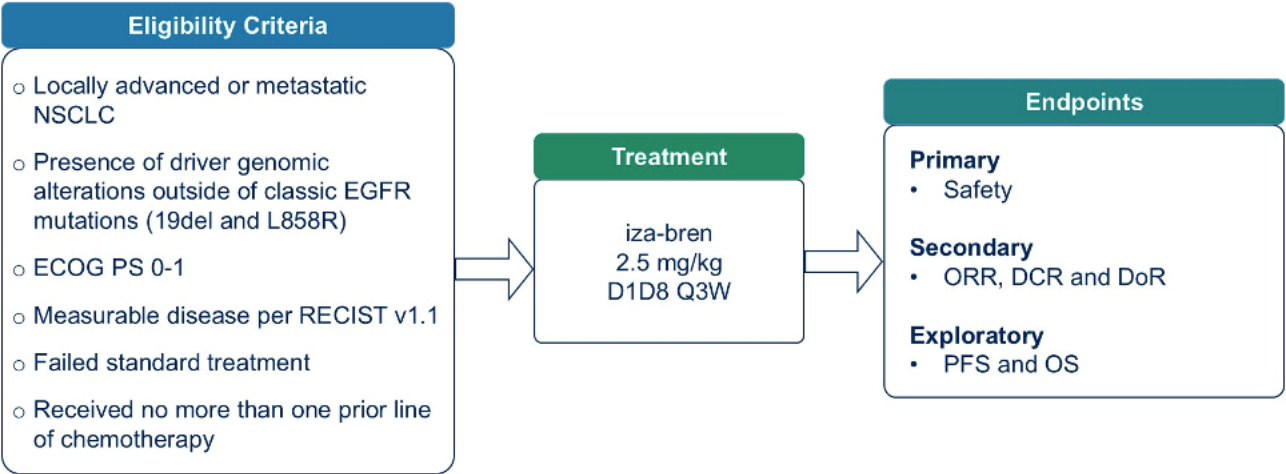 Eligibility Criteria
○ Locally advanced or metastatic
NSCLC
○ Presence of driver genomic
alterations outside of classic EGFR
mutations (19del and L858R)
○ ECOG PS 0-1
○ Measurable disease per RECIST v1.1
○ Failed standard treatment
○ Received no more than one prior line
of chemotherapy
Treatment
iza-bren
2.5 mg/kg
D1D8 Q3W
Endpoints
Primary
• Safety
Secondary
• ORR, DCR and DoR
Exploratory
• PFS and OS